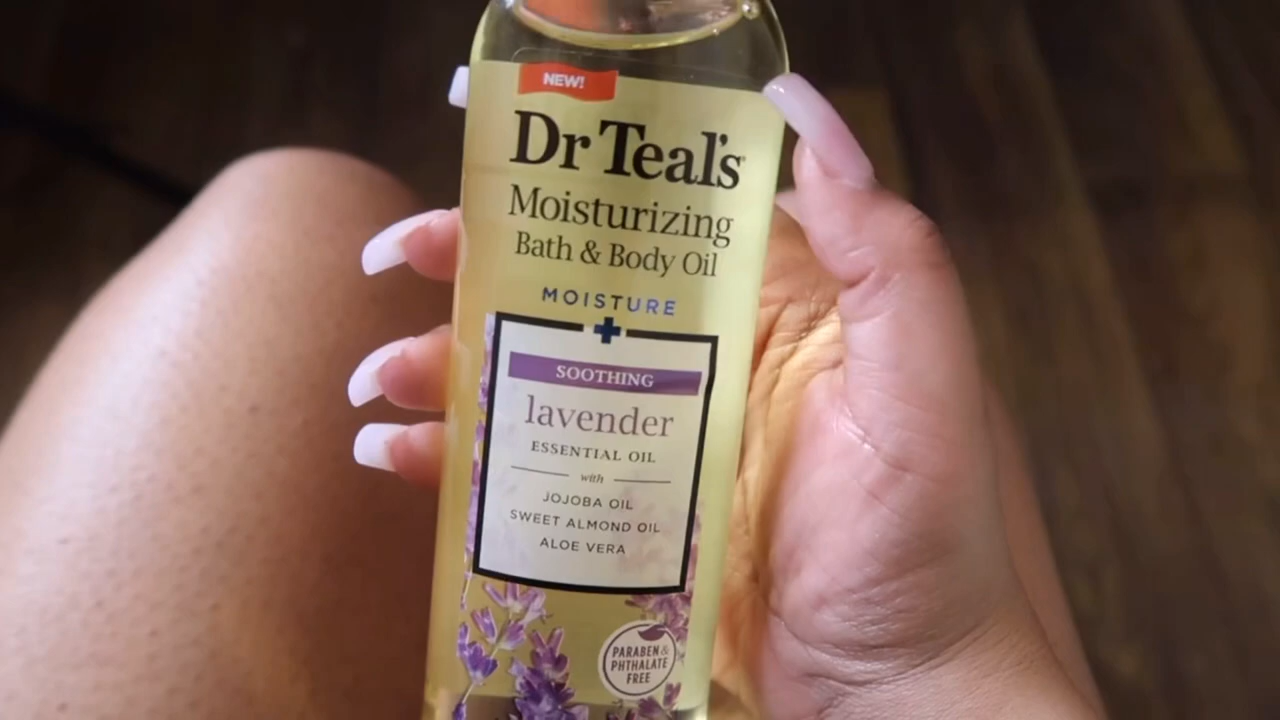 NEW!
Dr Teal's
Moisturizing
Bath & Body Oil
MOISTURE
SOOTHING
lavender
ESSENTIAL OIL
with
JOJOBA OIL
SWEET ALMOND OIL
ALOE VERA
PARABEN &
PHTHALATE
FREE